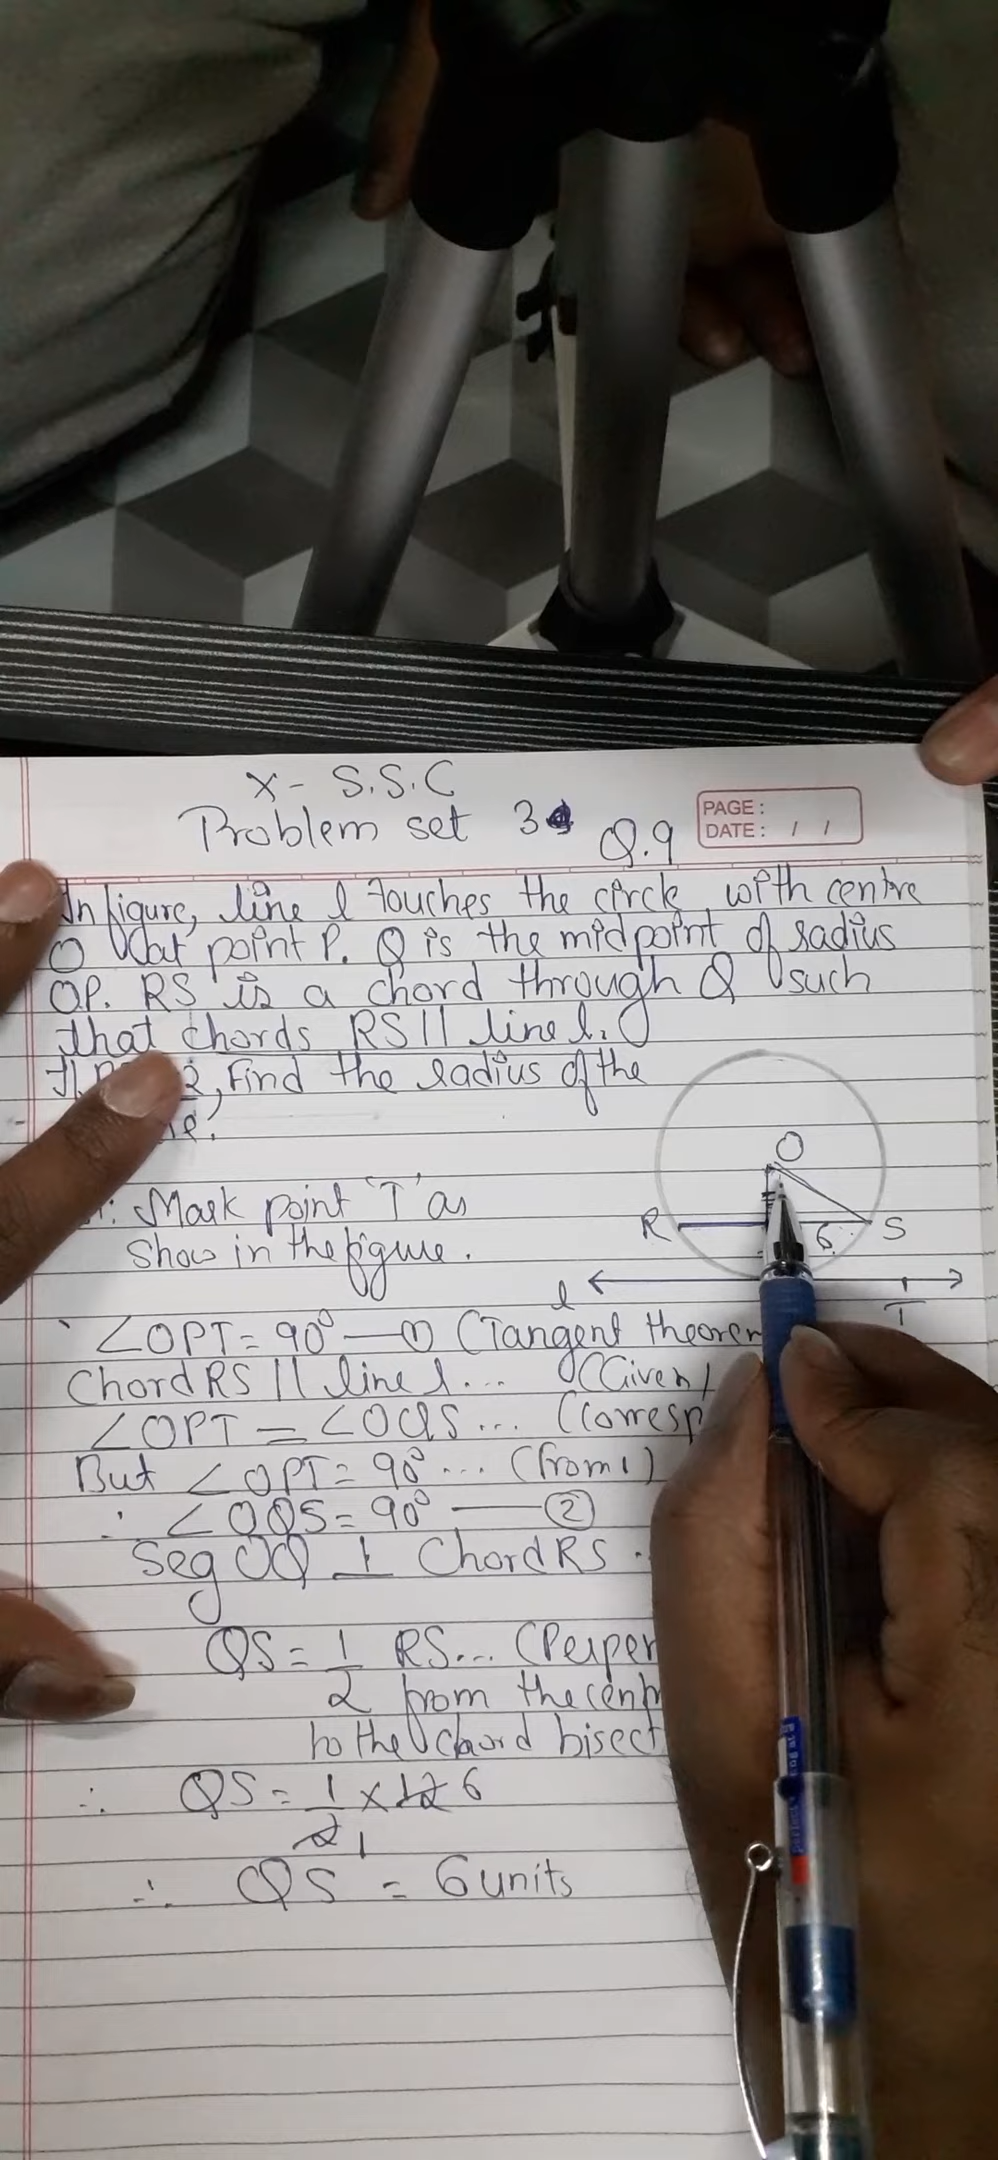 X- S.S.C
Problem set 3
Q.9
PAGE:
DATE: / /
In figure, line l touches the circle with centre
O at point P. Q is the midpoint of radius
OP. RS is a chord through Q such
that chords RS || line l.
If 12, Find the radius of the
O
Mark point 'T' as
Show in the figure.
R
6
S
l
T
∠OPT = 90° — ① (Tangent theorem
Chord RS || line l... (Given)
∠OPT = ∠OQS... (Corresp
But ∠OPT = 90° ... (from 1)
∴ ∠OQS = 90° — ②
Seg OQ ⊥ Chord RS .
QS = 1/2 RS... (Perper
from the cent
to the chord bisect
∴ QS = 1/2 x 12 6
1
∴ QS = 6 units